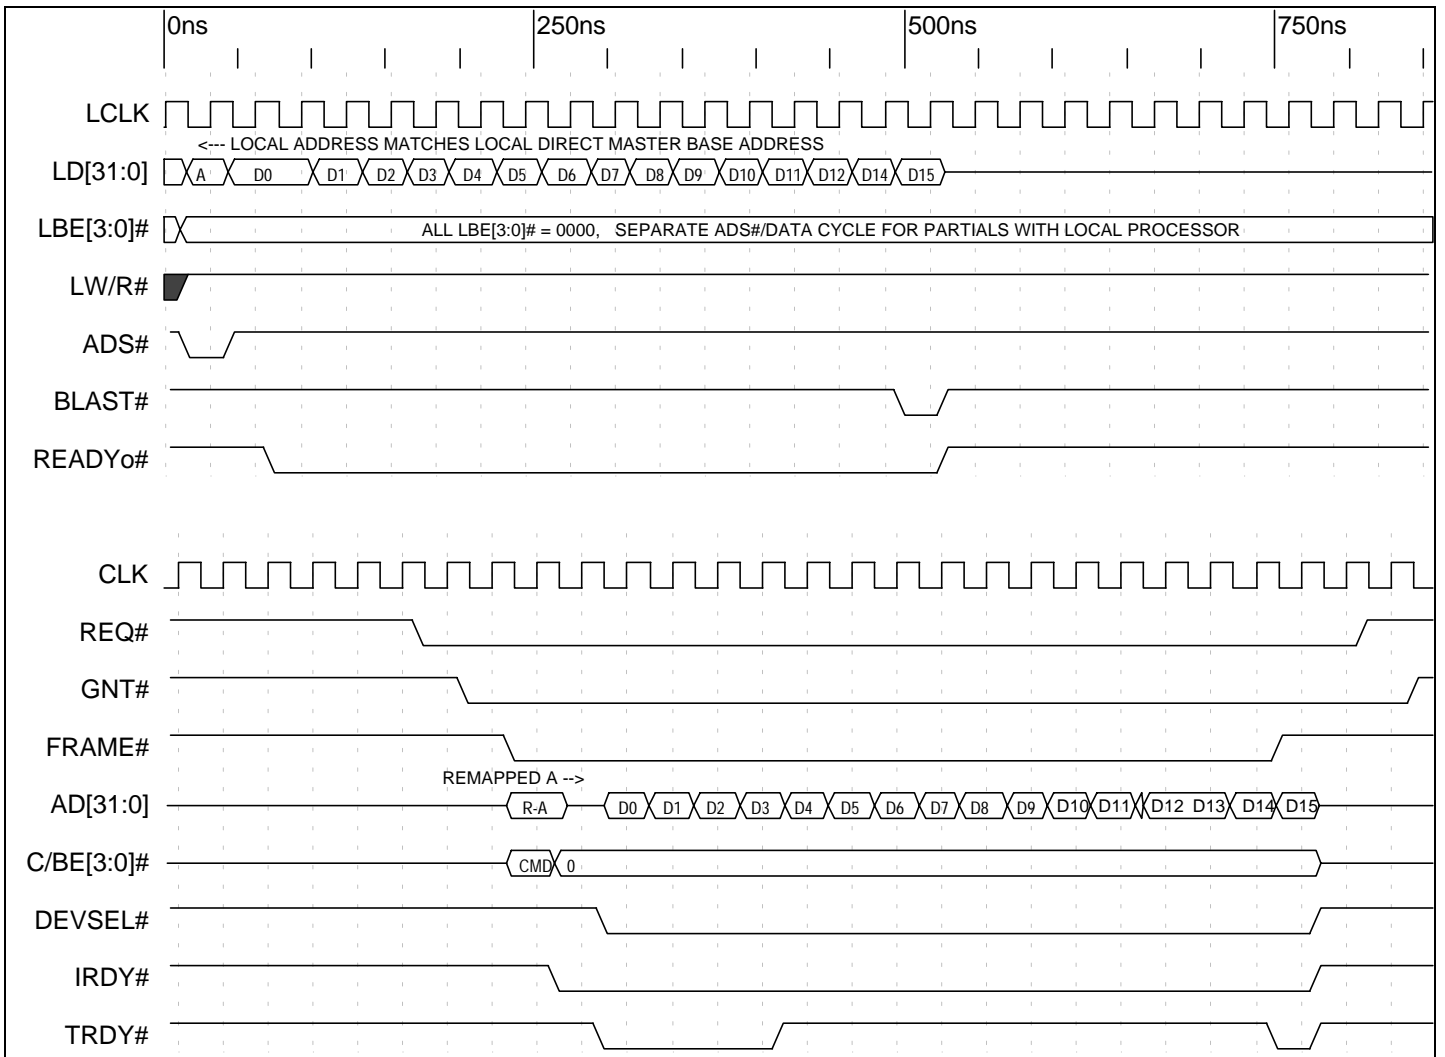 0ns 250ns 500ns 750ns
LCLK
<--- LOCAL ADDRESS MATCHES LOCAL DIRECT MASTER BASE ADDRESS
LD[31:0] A D0 D1 D2 D3 D4 D5 D6 D7 D8 D9 D10 D11 D12 D14 D15
LBE[3:0]# ALL LBE[3:0]# = 0000, SEPARATE ADS#/DATA CYCLE FOR PARTIALS WITH LOCAL PROCESSOR
LW/R#
ADS#
BLAST#
READYo#
CLK
REQ#
GNT#
FRAME#
REMAPPED A -->
AD[31:0] R-A D0 D1 D2 D3 D4 D5 D6 D7 D8 D9 D10 D11 D12 D13 D14 D15
C/BE[3:0]# CMD 0
DEVSEL#
IRDY#
TRDY#